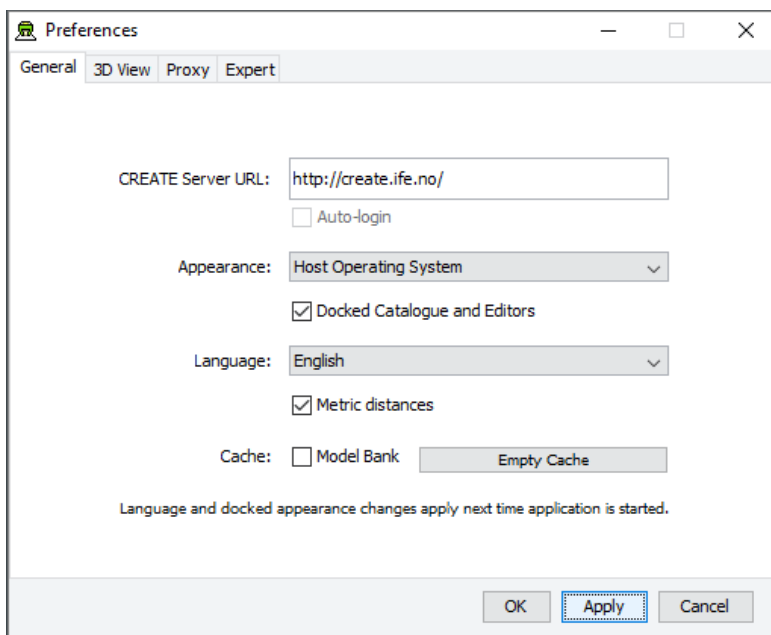 Preferences
General 3D View Proxy Expert
CREATE Server URL: http://create.ife.no/
Auto-login
Appearance: Host Operating System
Docked Catalogue and Editors
Language: English
Metric distances
Cache: Model Bank Empty Cache
Language and docked appearance changes apply next time application is started.
OK Apply Cancel